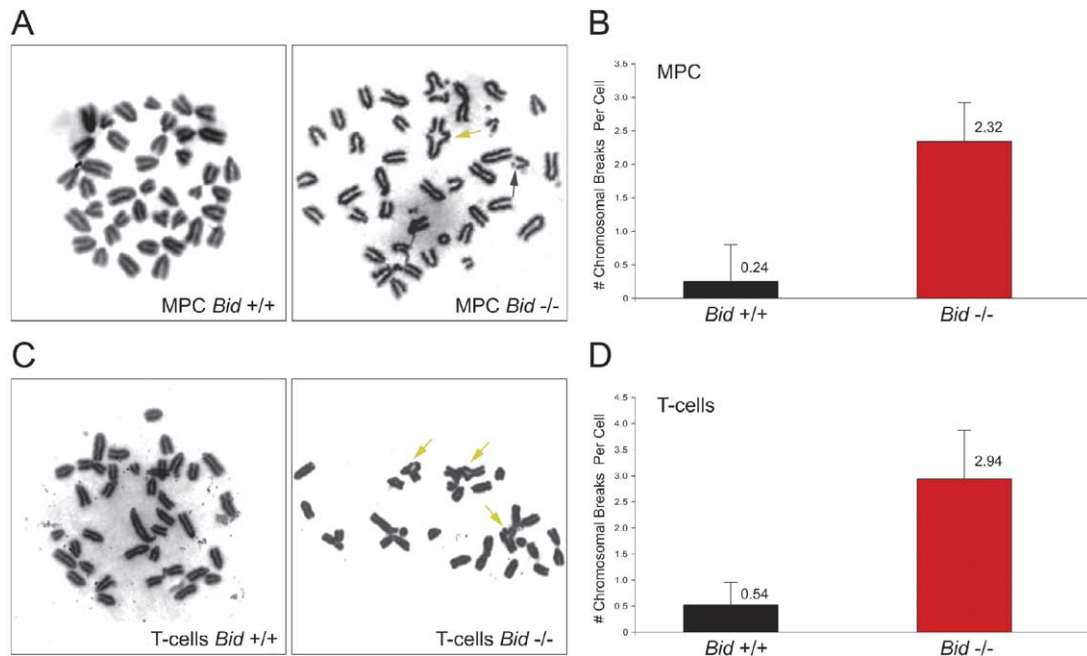 A
MPC Bid +/+
MPC Bid -/-
B
MPC
# Chromosomal Breaks Per Cell
3.5
3.0
2.5
2.0
1.5
1.0
0.5
0
0.24
2.32
Bid +/+
Bid -/-
C
T-cells Bid +/+
T-cells Bid -/-
D
T-cells
# Chromosomal Breaks Per Cell
4.5
4.0
3.5
3.0
2.5
2.0
1.5
1.0
0.5
0
0.54
2.94
Bid +/+
Bid -/-